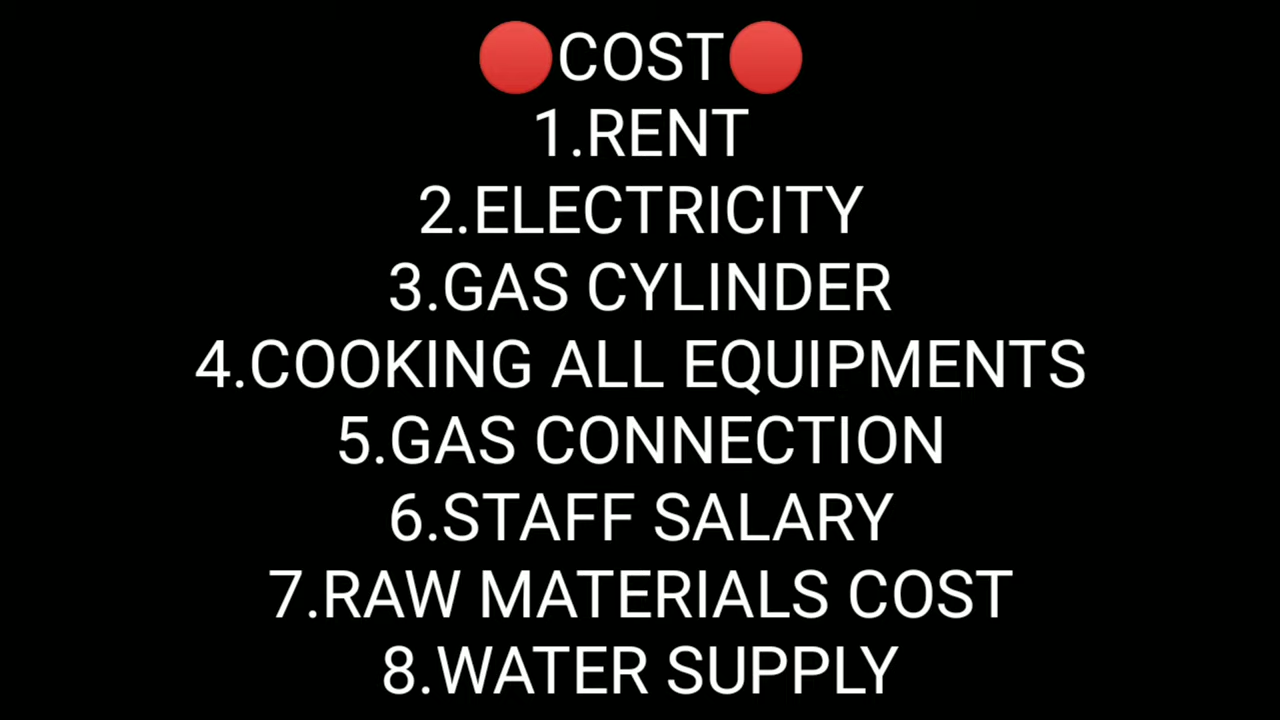 🔴COST🔴
1.RENT
2.ELECTRICITY
3.GAS CYLINDER
4.COOKING ALL EQUIPMENTS
5.GAS CONNECTION
6.STAFF SALARY
7.RAW MATERIALS COST
8.WATER SUPPLY